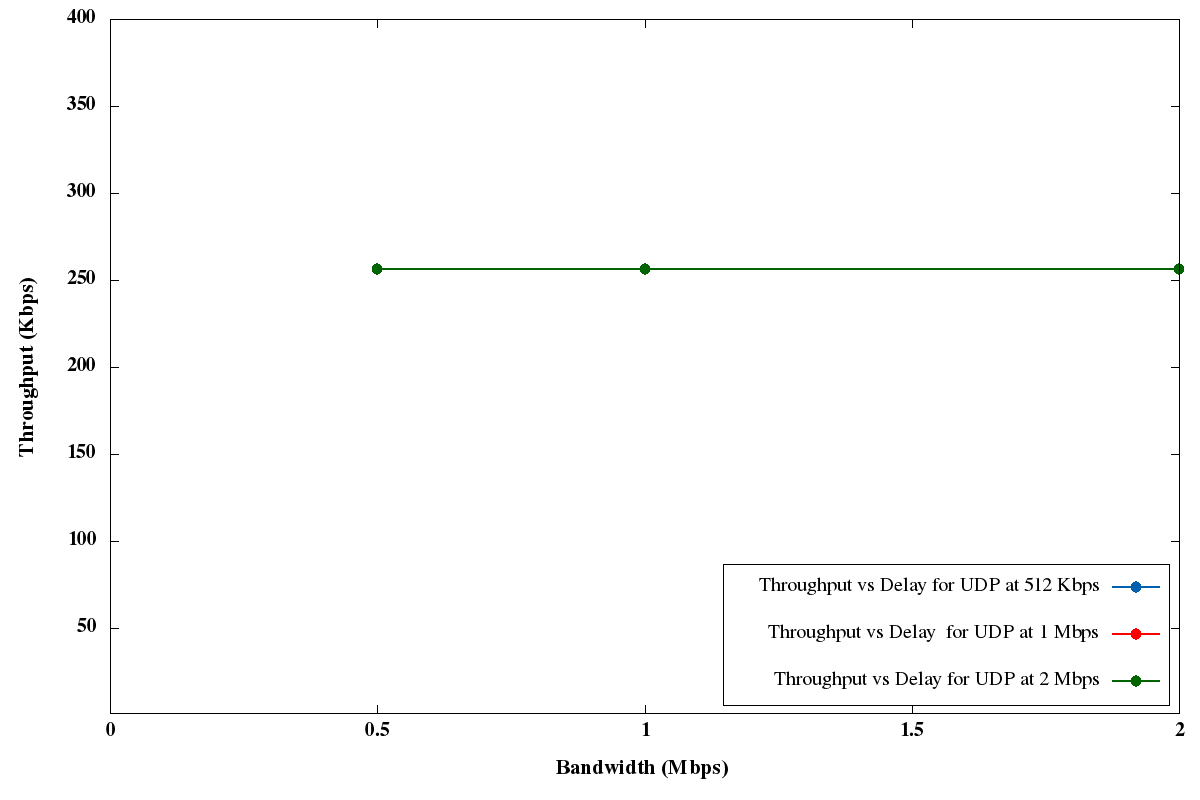 400
350
300
250
200
150
100
50
Throughput (Kbps)
Throughput vs Delay for UDP at 512 Kbps
Throughput vs Delay  for UDP at 1 Mbps
Throughput vs Delay for UDP at 2 Mbps
0 0.5 1 1.5 2
Bandwidth (Mbps)